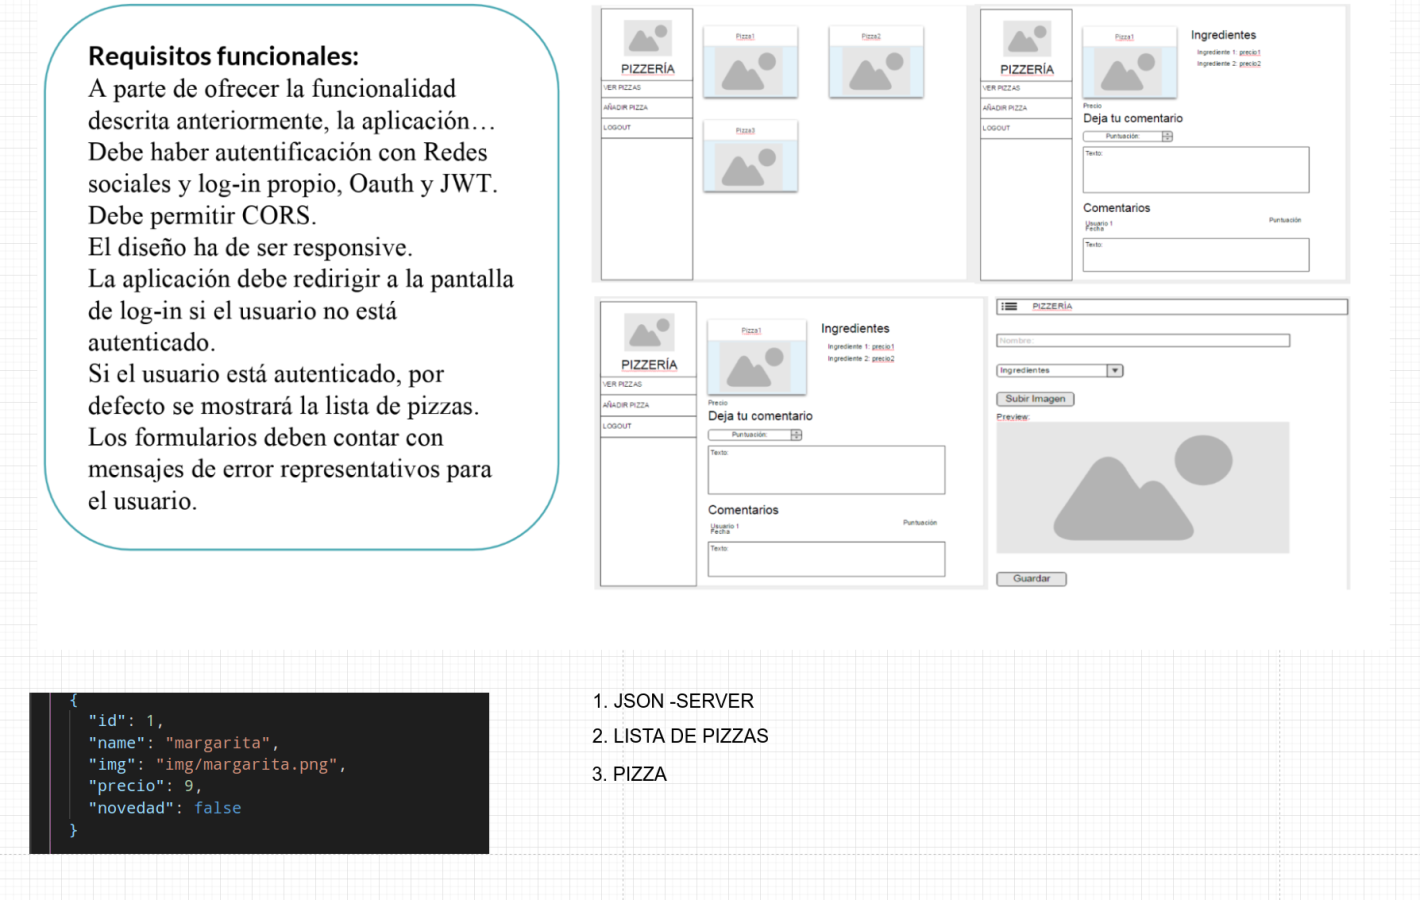 Requisitos funcionales:
A parte de ofrecer la funcionalidad
descrita anteriormente, la aplicación…
Debe haber autentificación con Redes
sociales y log-in propio, Oauth y JWT.
Debe permitir CORS.
El diseño ha de ser responsive.
La aplicación debe redirigir a la pantalla
de log-in si el usuario no está
autenticado.
Si el usuario está autenticado, por
defecto se mostrará la lista de pizzas.
Los formularios deben contar con
mensajes de error representativos para
el usuario.
PIZZERÍA
VER PIZZAS
AÑADIR PIZZA
LOGOUT
Pizza1
Pizza2
Pizza3
PIZZERÍA
VER PIZZAS
AÑADIR PIZZA
LOGOUT
Pizza1
Ingredientes
Ingrediente 1: precio1
Ingrediente 2: precio2
Precio
Deja tu comentario
Puntuación:
Texto:
Comentarios
Usuario 1
Fecha
Puntuación
Texto:
PIZZERÍA
VER PIZZAS
AÑADIR PIZZA
LOGOUT
Pizza1
Ingredientes
Ingrediente 1: precio1
Ingrediente 2: precio2
Precio
Deja tu comentario
Puntuación:
Texto:
Comentarios
Usuario 1
Fecha
Puntuación
Texto:
PIZZERÍA
Nombre:
Ingredientes
Subir Imagen
Preview:
Guardar
{
"id": 1,
"name": "margarita",
"img": "img/margarita.png",
"precio": 9,
"novedad": false
}
1. JSON -SERVER
2. LISTA DE PIZZAS
3. PIZZA